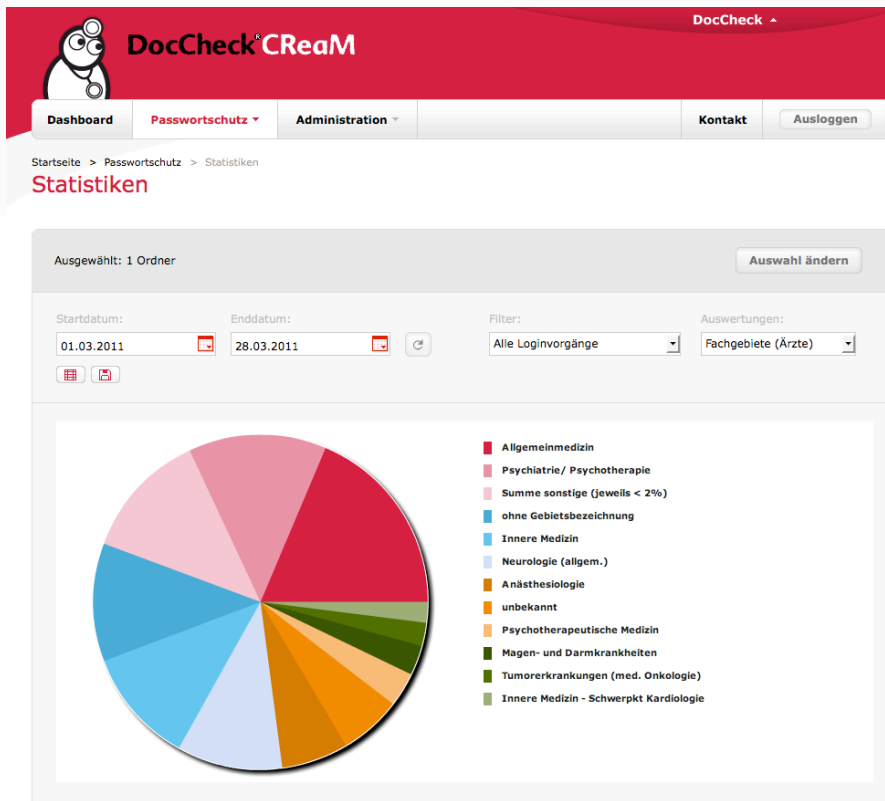 DocCheck ▲
DocCheck® CReaM
Dashboard Passwortschutz ▼ Administration ▼ Kontakt Ausloggen
Startseite > Passwortschutz > Statistiken
Statistiken
Ausgewählt: 1 Ordner Auswahl ändern
Startdatum: Enddatum: Filter: Auswertungen:
01.03.2011 28.03.2011 Alle Loginvorgänge Fachgebiete (Ärzte)
Allgemeinmedizin
Psychiatrie/ Psychotherapie
Summe sonstige (jeweils < 2%)
ohne Gebietsbezeichnung
Innere Medizin
Neurologie (allgem.)
Anästhesiologie
unbekannt
Psychotherapeutische Medizin
Magen- und Darmkrankheiten
Tumorerkrankungen (med. Onkologie)
Innere Medizin - Schwerpkt Kardiologie